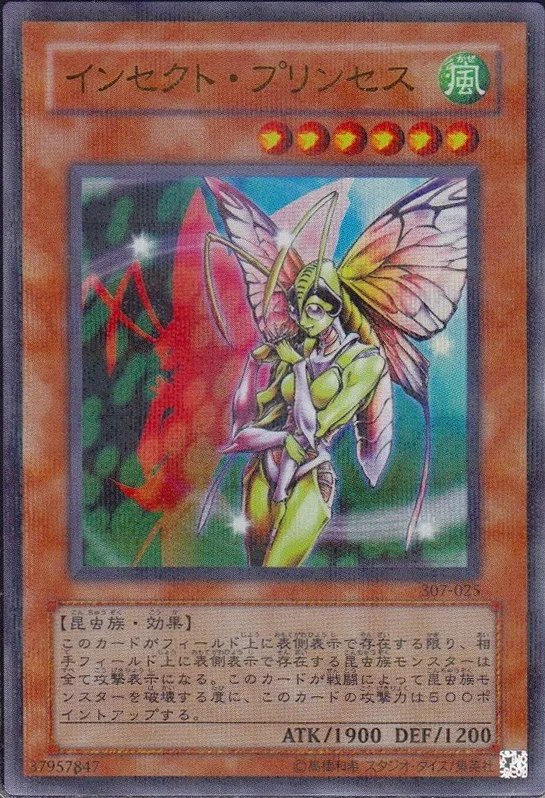 インセクト・プリンセス
風
かぜ
307-025
【昆虫族・効果】
このカードがフィールド上に表側表示で存在する限り、相
手フィールド上に表側表示で存在する昆虫族モンスターは
全て攻撃表示になる。このカードが戦闘によって昆虫族モ
ンスターを破壊する度に、このカードの攻撃力は500ポ
イントアップする。
ATK/1900 DEF/1200
37957847
©高橋和希 スタジオ・ダイス/集英社